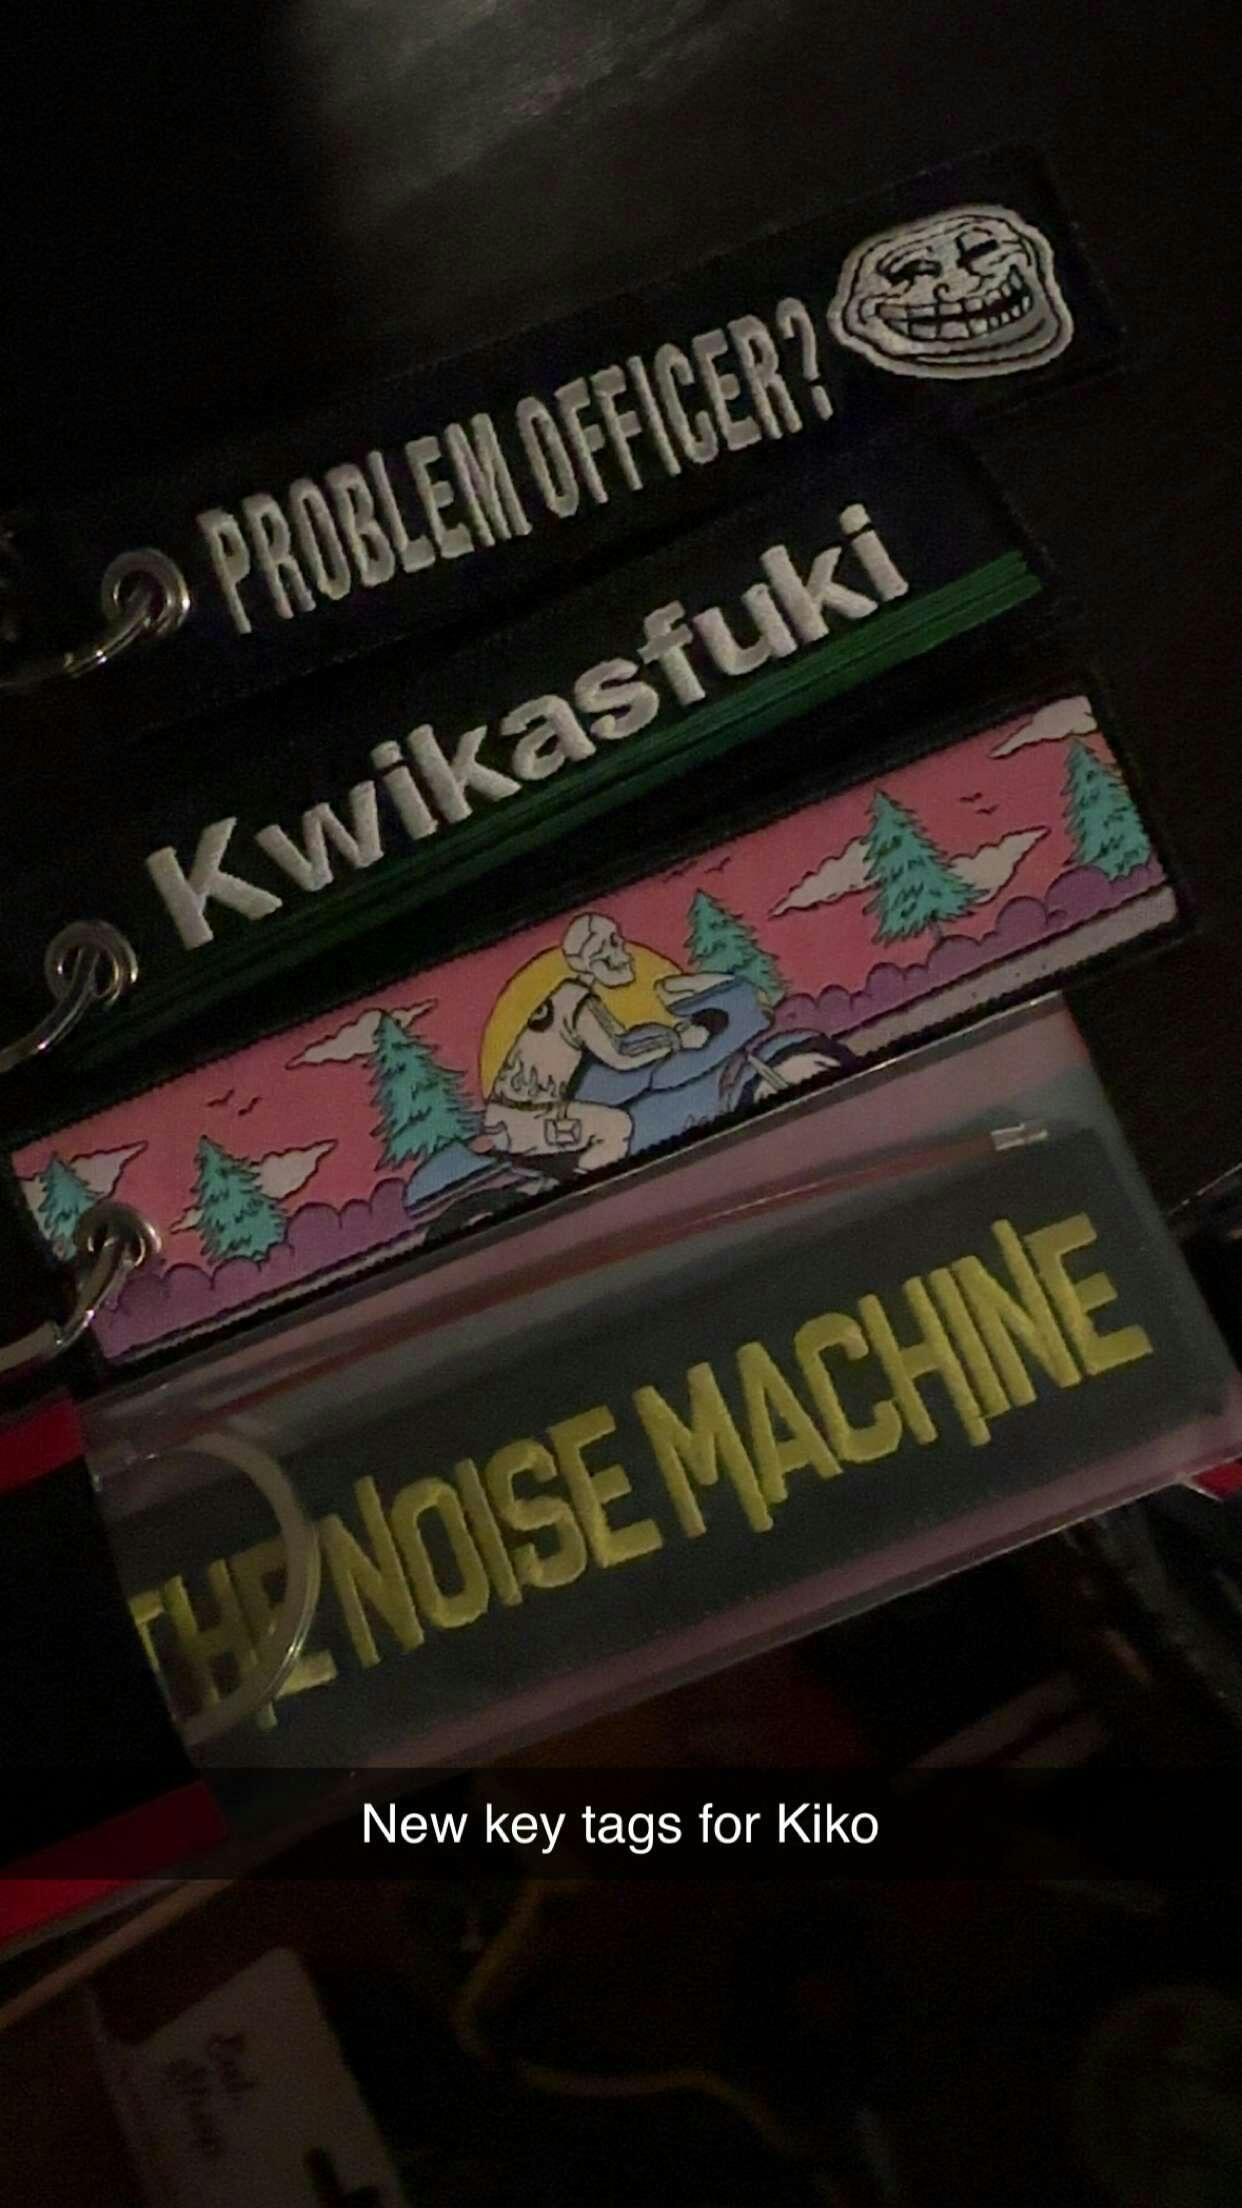 PROBLEM OFFICER?
Kwikasfuki
THE NOISE MACHINE
New key tags for Kiko